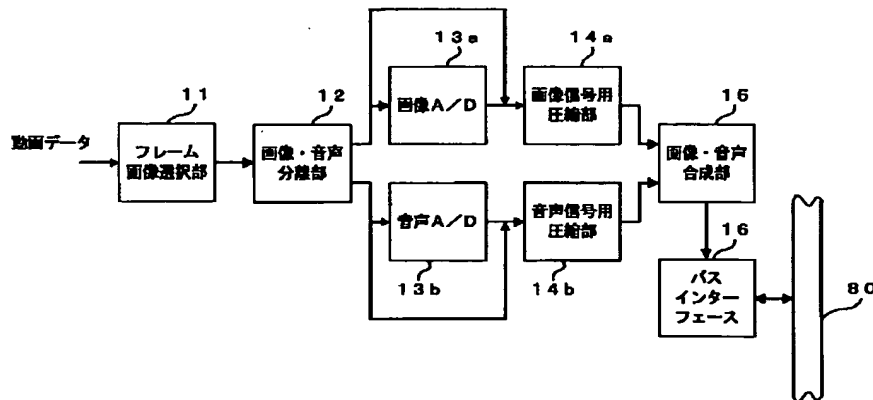 13a
14a
11
12
16
動画データ
フレーム
画像選択部
画像・音声
分離部
画像A/D
画像信号用
圧縮部
画像・音声
合成部
音声A/D
音声信号用
圧縮部
13b
14b
16
バス
インター
フェース
80